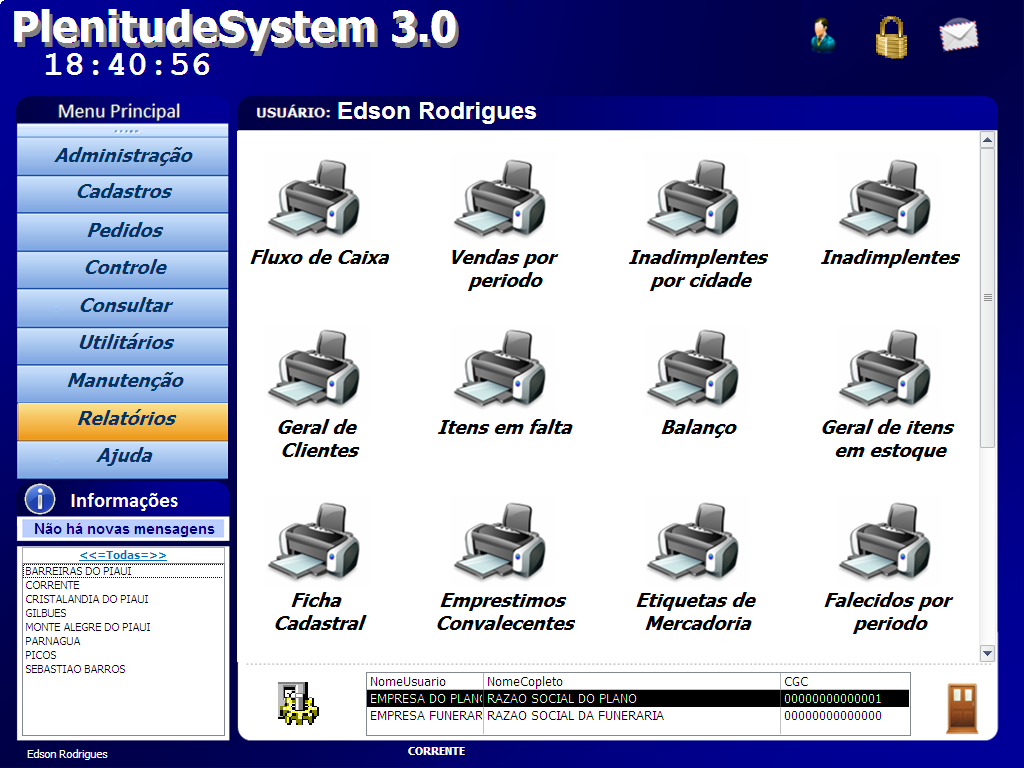 PlenitudeSystem 3.0
18:40:56
Menu Principal
Administração
Cadastros
Pedidos
Controle
Consultar
Utilitários
Manutenção
Relatórios
Ajuda
Informações
Não há novas mensagens
<<=Todas=>>
BARREIRAS DO PIAUI
CORRENTE
CRISTALANDIA DO PIAUI
GILBUES
MONTE ALEGRE DO PIAUI
PARNAGUA
PICOS
SEBASTIAO BARROS
Edson Rodrigues
USUÁRIO: Edson Rodrigues
Fluxo de Caixa
Vendas por
periodo
Inadimplentes
por cidade
Inadimplentes
Geral de
Clientes
Itens em falta
Balanço
Geral de itens
em estoque
Ficha
Cadastral
Emprestimos
Convalecentes
Etiquetas de
Mercadoria
Falecidos por
periodo
NomeUsuario NomeCopleto CGC
EMPRESA DO PLANO RAZAO SOCIAL DO PLANO 00000000000001
EMPRESA FUNERAR RAZAO SOCIAL DA FUNERARIA 00000000000000
CORRENTE